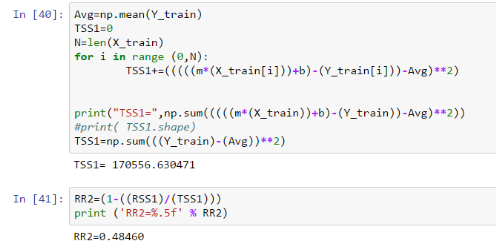 In [40]: Avg=np.mean(Y_train)
TSS1=0
N=len(X_train)
for i in range (0,N):
TSS1+=(((((m*(X_train[i]))+b)-(Y_train[i]))-Avg)**2)
print("TSS1=",np.sum(((((m*(X_train))+b)-(Y_train))-Avg)**2))
#print( TSS1.shape)
TSS1=np.sum(((Y_train)-(Avg))**2)
TSS1= 170556.630471
In [41]: RR2=(1-((RSS1)/(TSS1)))
print ('RR2=%.5f' % RR2)
RR2=0.48460